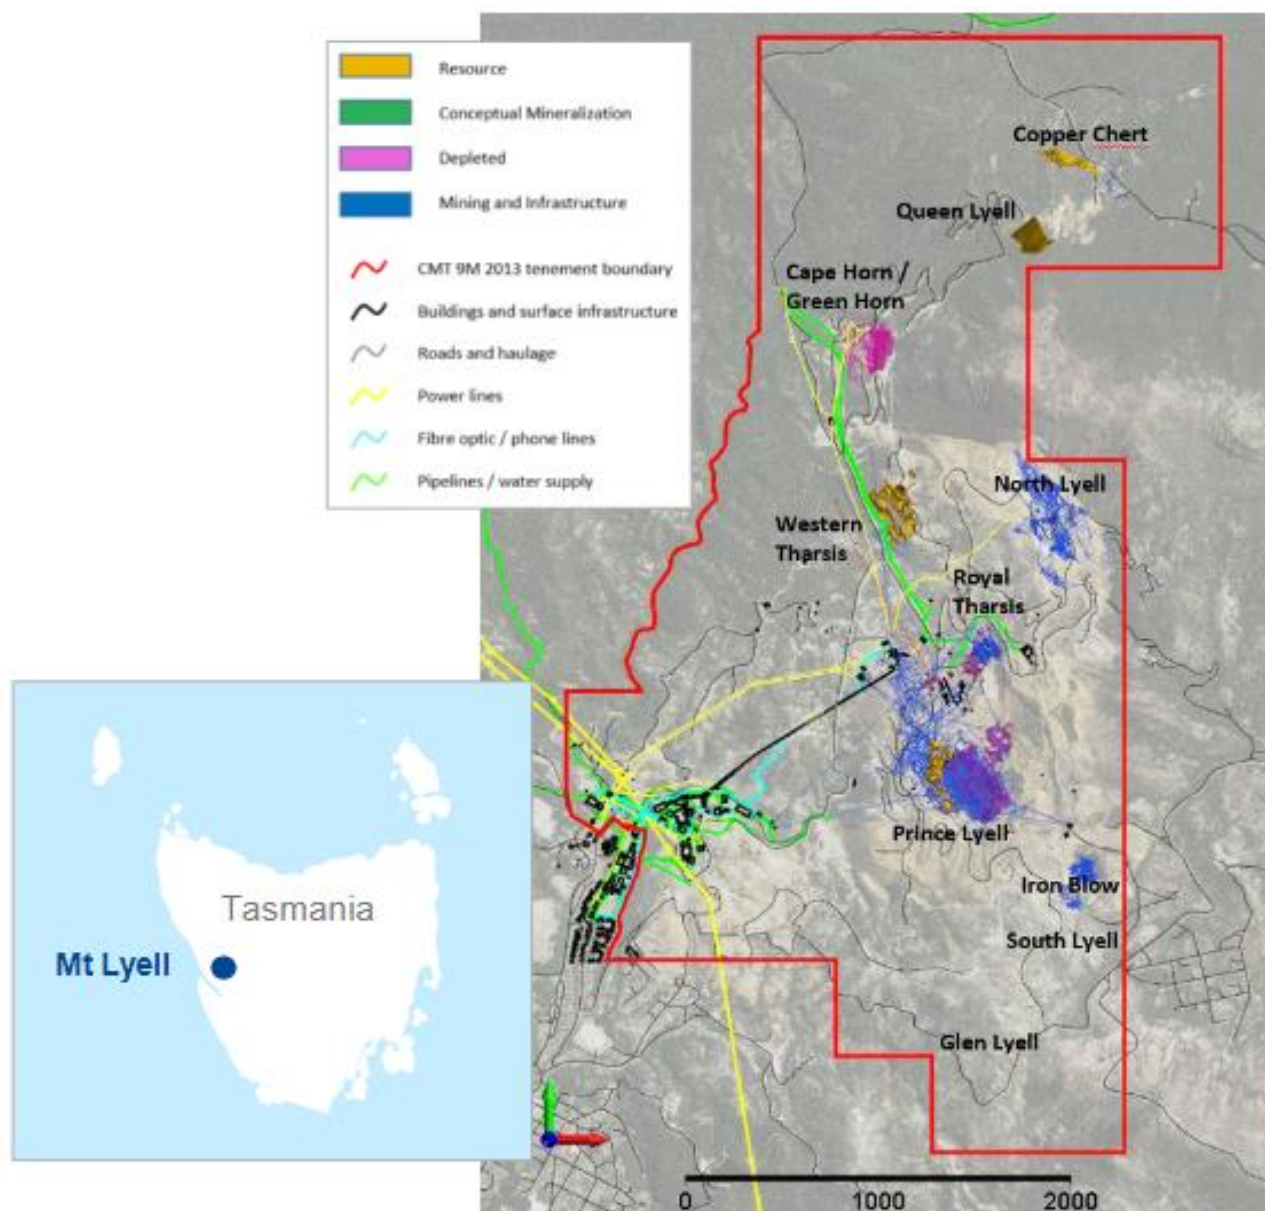 Resource
Conceptual Mineralization
Depleted
Mining and Infrastructure
CMT 9M 2013 tenement boundary
Buildings and surface infrastructure
Roads and haulage
Power lines
Fibre optic / phone lines
Pipelines / water supply
Copper Chert
Queen Lyell
Cape Horn /
Green Horn
North Lyell
Western
Tharsis
Royal
Tharsis
Prince Lyell
Iron Blow
South Lyell
Glen Lyell
Tasmania
Mt Lyell
0 1000 2000